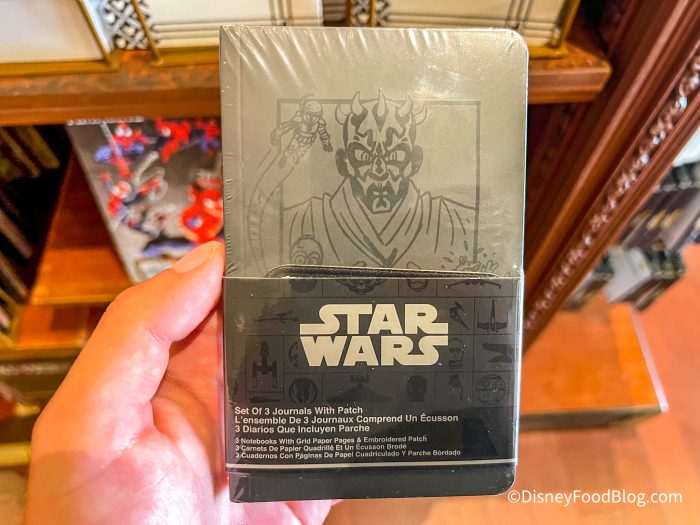 STAR
WARS
Set Of 3 Journals With Patch
L'ensemble De 3 Journaux Comprend Un Écusson
3 Diarios Que Incluyen Parche
3 Notebooks With Grid Paper Pages & Embroidered Patch
3 Carnets De Papier Quadrillé Et Un Écusson Brodé
3 Cuadernos Con Páginas De Papel Cuadriculado Y Parche Bordado
©DisneyFoodBlog.com